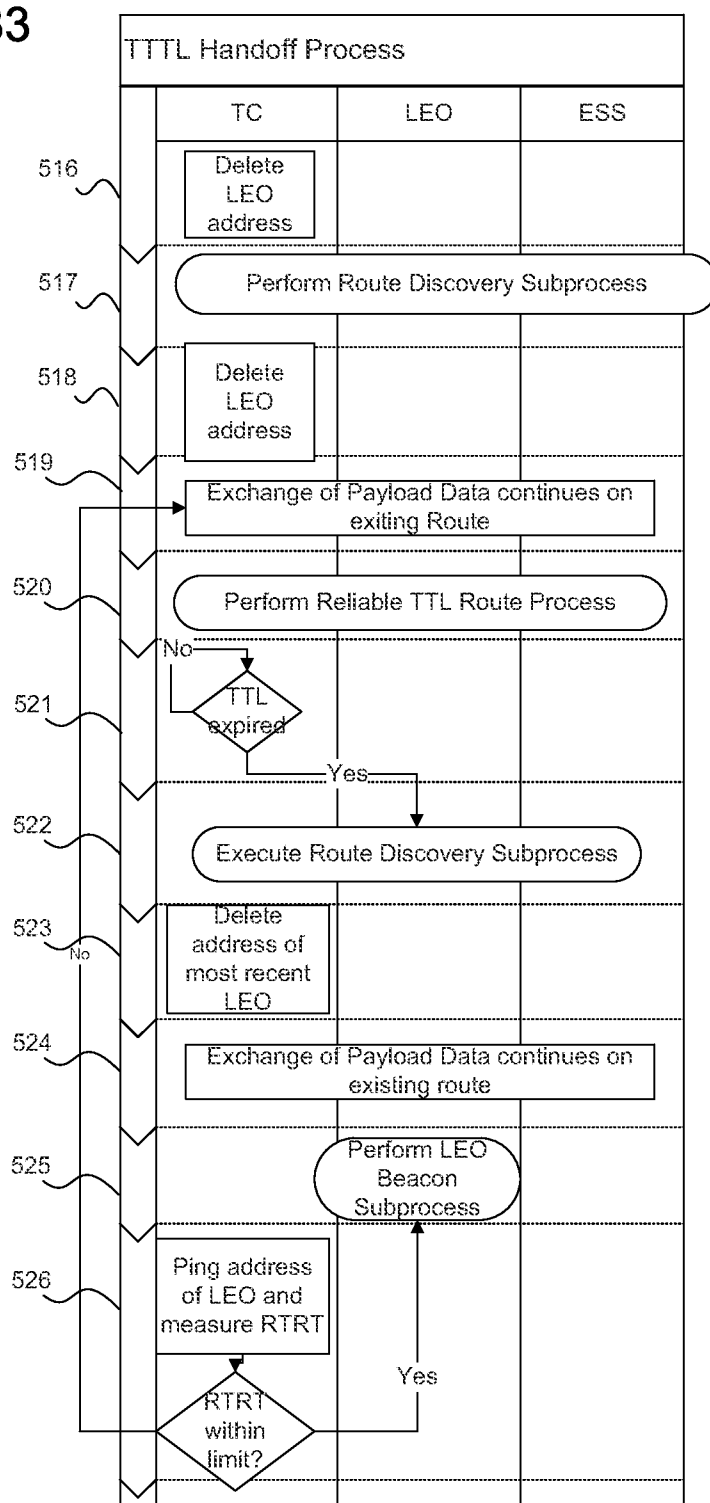 33
TTTL Handoff Process
TC
LEO
ESS
516
Delete
LEO
address
517
Perform Route Discovery Subprocess
518
Delete
LEO
address
519
Exchange of Payload Data continues on
exiting Route
520
Perform Reliable TTL Route Process
No
521
TTL
expired
Yes
522
Execute Route Discovery Subprocess
523
Delete
address of
most recent
LEO
No
524
Exchange of Payload Data continues on
existing route
525
Perform LEO
Beacon
Subprocess
526
Ping address
of LEO and
measure RTRT
Yes
RTRT
within
limit?